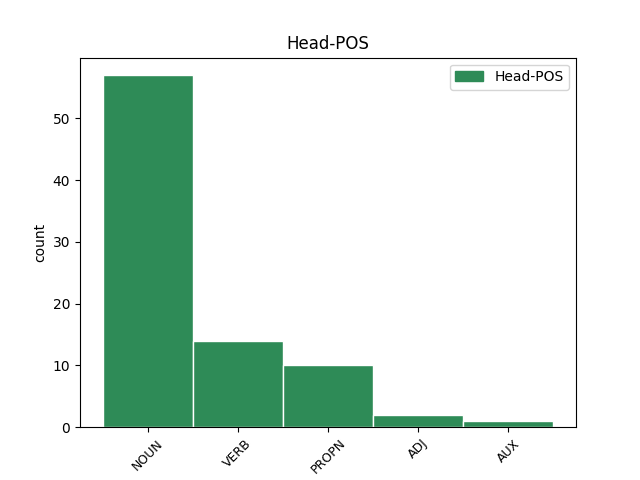 Head-POS
Head-POS
count
50
40
30
20
10
0
NOUN
VERB
PROPN
ADJ
AUX